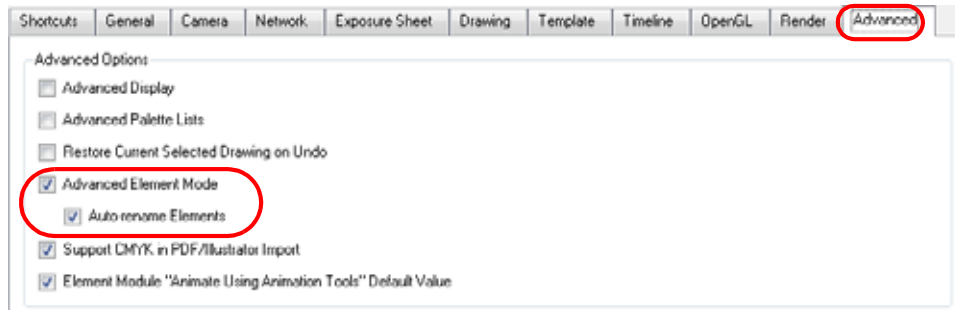 Shortcuts General Camera Network Exposure Sheet Drawing Template Timeline OpenGL Render Advanced
Advanced Options
Advanced Display
Advanced Palette Lists
Restore Current Selected Drawing on Undo
Advanced Element Mode
Auto rename Elements
Support CMYK in PDF/Illustrator Import
Element Module "Animate Using Animation Tools" Default Value